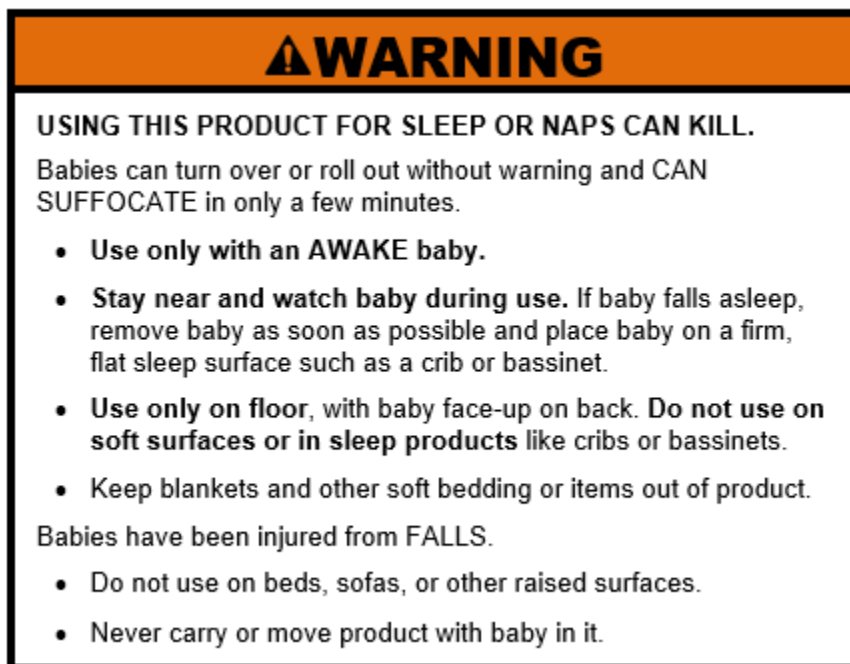 ⚠WARNING
USING THIS PRODUCT FOR SLEEP OR NAPS CAN KILL.
Babies can turn over or roll out without warning and CAN
SUFFOCATE in only a few minutes.
• Use only with an AWAKE baby.
• Stay near and watch baby during use. If baby falls asleep,
remove baby as soon as possible and place baby on a firm,
flat sleep surface such as a crib or bassinet.
• Use only on floor, with baby face-up on back. Do not use on
soft surfaces or in sleep products like cribs or bassinets.
• Keep blankets and other soft bedding or items out of product.
Babies have been injured from FALLS.
• Do not use on beds, sofas, or other raised surfaces.
• Never carry or move product with baby in it.